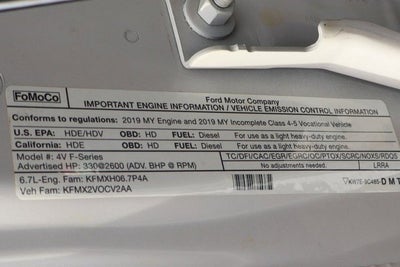 FoMoCo
Ford Motor Company
IMPORTANT ENGINE INFORMATION / VEHICLE EMISSION CONTROL INFORMATION
Conforms to regulations: 2019 MY Engine and 2019 MY Incomplete Class 4-5 Vocational Vehicle
U.S. EPA: HDE/HDV OBD: HD FUEL: Diesel For use as a light heavy-duty engine.
California: HDE OBD: HD FUEL: Diesel For use as a light heavy-duty engine.
Model #: 4V F-Series TC/DFI/CAC/EGR/EGRC/OC/PTOX/SCRC/NOXS/RDQS
Advertised HP: 330@2600 (ADV. BHP @ RPM) LRRA
6.7L-Eng. Fam: KFMXH06.7P4A
Veh Fam: KFMX2VOCV2AA
KW7E-9C485-DMT